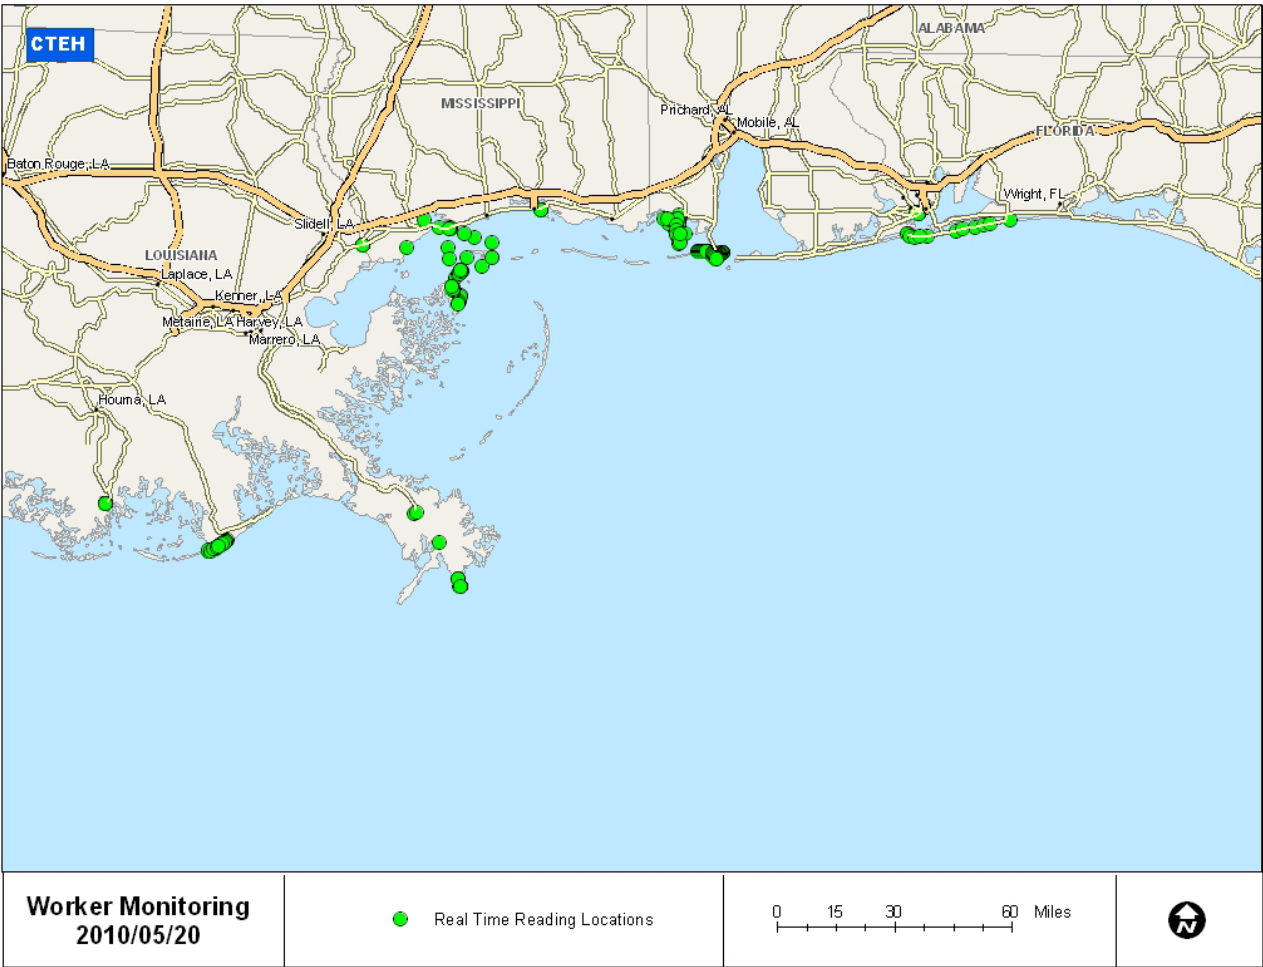 CTEH
ALABAMA
MISSISSIPPI
Prichard, AL
Mobile, AL
FLORIDA
Baton Rouge, LA
Wright, FL
Slidell, LA
LOUISIANA
Laplace, LA
Kenner, LA
Metairie, LA Harvey, LA
Marrero, LA
Houma, LA
Worker Monitoring
2010/05/20
Real Time Reading Locations
0 15 30 60 Miles
N